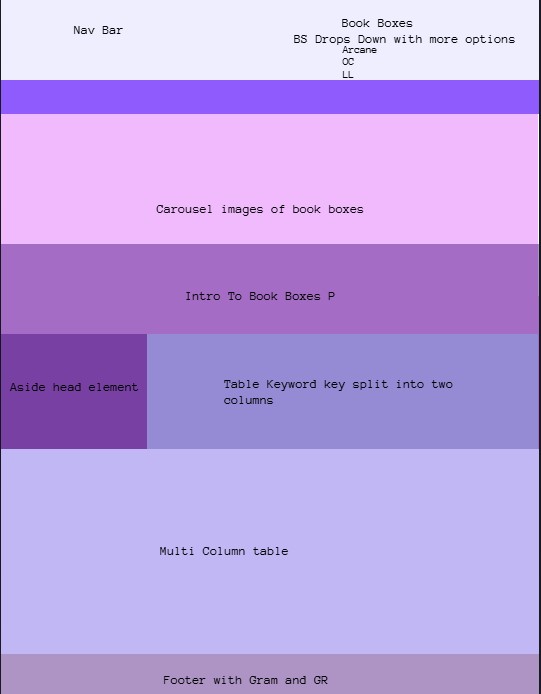 Nav Bar
Book Boxes
BS Drops Down with more options
Arcane
OC
LL
Carousel images of book boxes
Intro To Book Boxes P
Aside head element
Table Keyword key split into two
columns
Multi Column table
Footer with Gram and GR